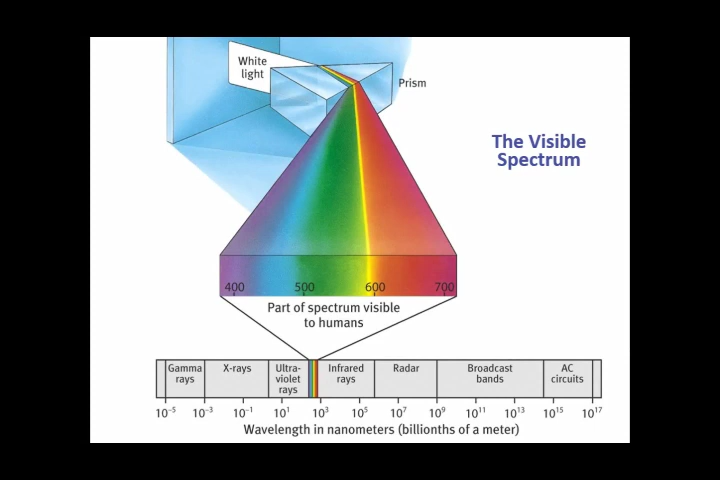 White
light
Prism
The Visible
Spectrum
400 500 600 700
Part of spectrum visible
to humans
Gamma
rays
X-rays
Ultra-
violet
rays
Infrared
rays
Radar
Broadcast
bands
AC
circuits
10⁻⁵ 10⁻³ 10⁻¹ 10¹ 10³ 10⁵ 10⁷ 10⁹ 10¹¹ 10¹³ 10¹⁵ 10¹⁷
Wavelength in nanometers (billionths of a meter)